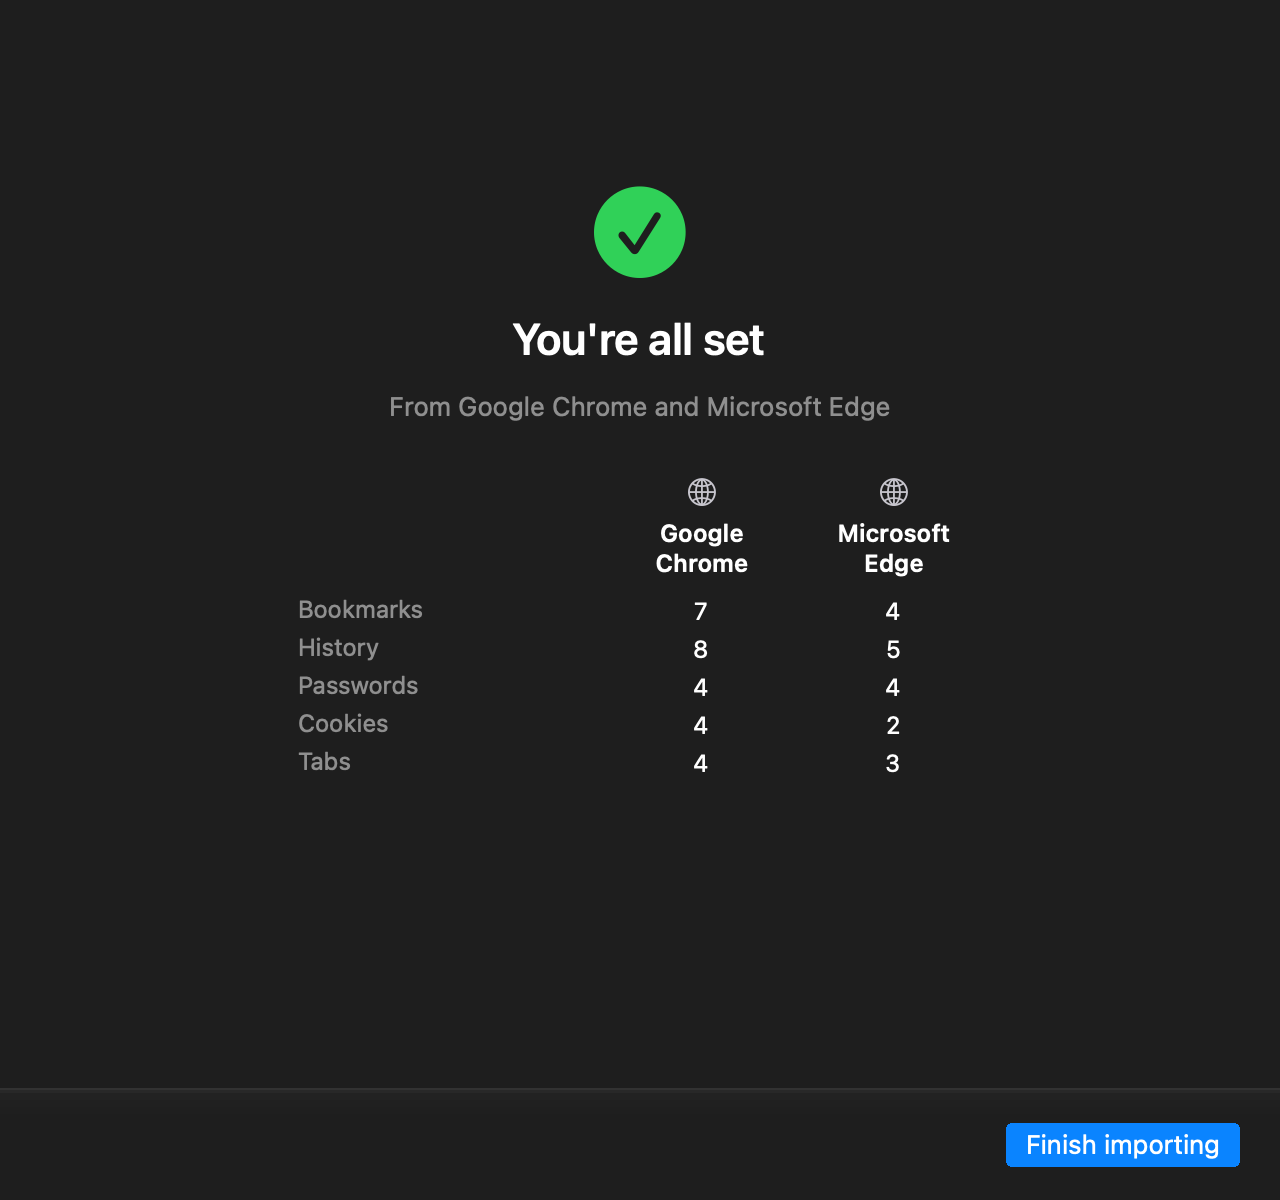 You're all set
From Google Chrome and Microsoft Edge
Google Chrome
Microsoft Edge
Bookmarks 7 4
History 8 5
Passwords 4 4
Cookies 4 2
Tabs 4 3
Finish importing